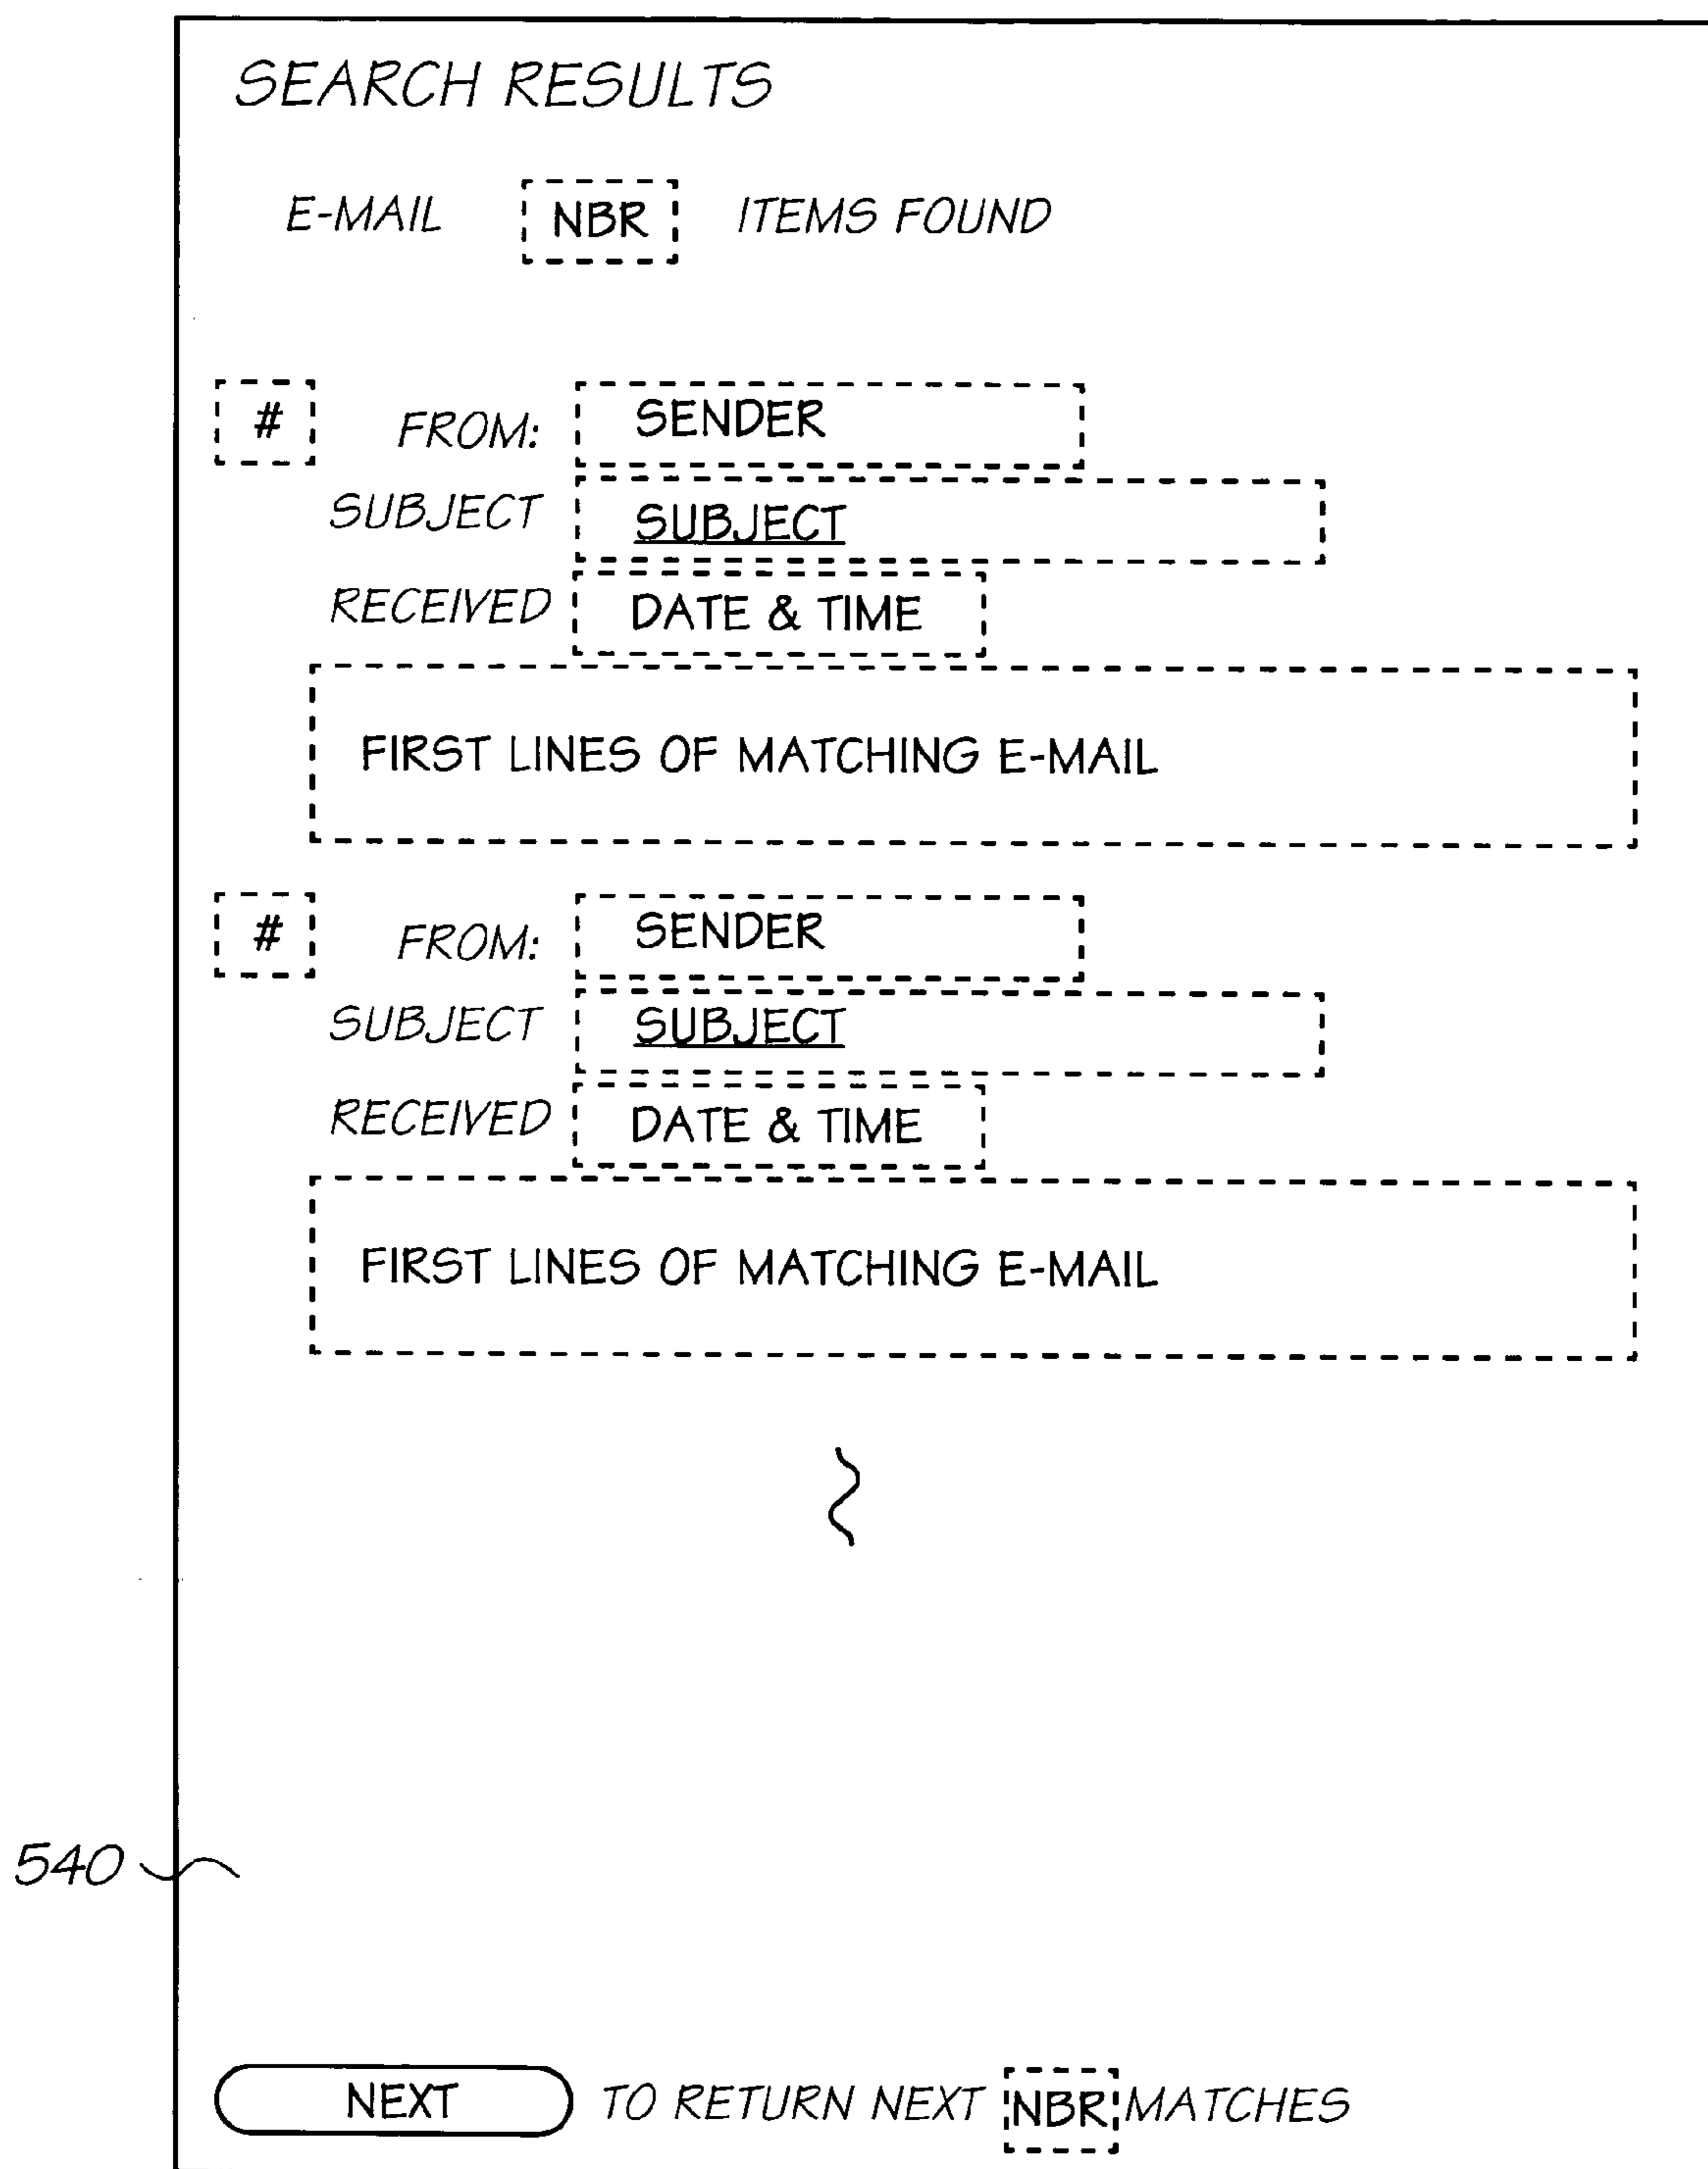 SEARCH RESULTS
E-MAIL NBR ITEMS FOUND
# FROM: SENDER
SUBJECT SUBJECT
RECEIVED DATE & TIME
FIRST LINES OF MATCHING E-MAIL
# FROM: SENDER
SUBJECT SUBJECT
RECEIVED DATE & TIME
FIRST LINES OF MATCHING E-MAIL
540
NEXT TO RETURN NEXT NBR MATCHES